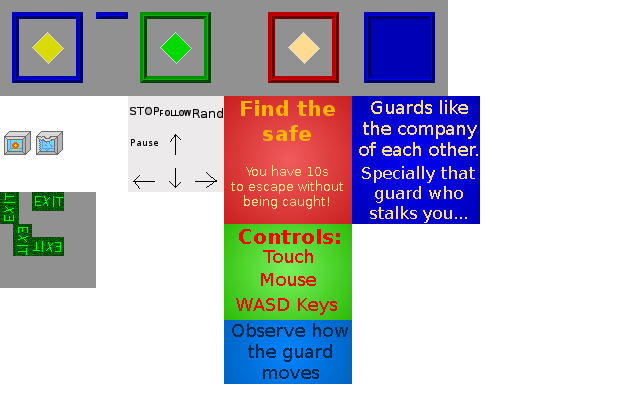 STOP FOLLOW Rand
Pause
Find the
safe
You have 10s
to escape without
being caught!
Guards like
the company
of each other.
Specially that
guard who
stalks you...
EXIT
EXIT
EXIT
EXIT
Controls:
Touch
Mouse
WASD Keys
Observe how
the guard
moves